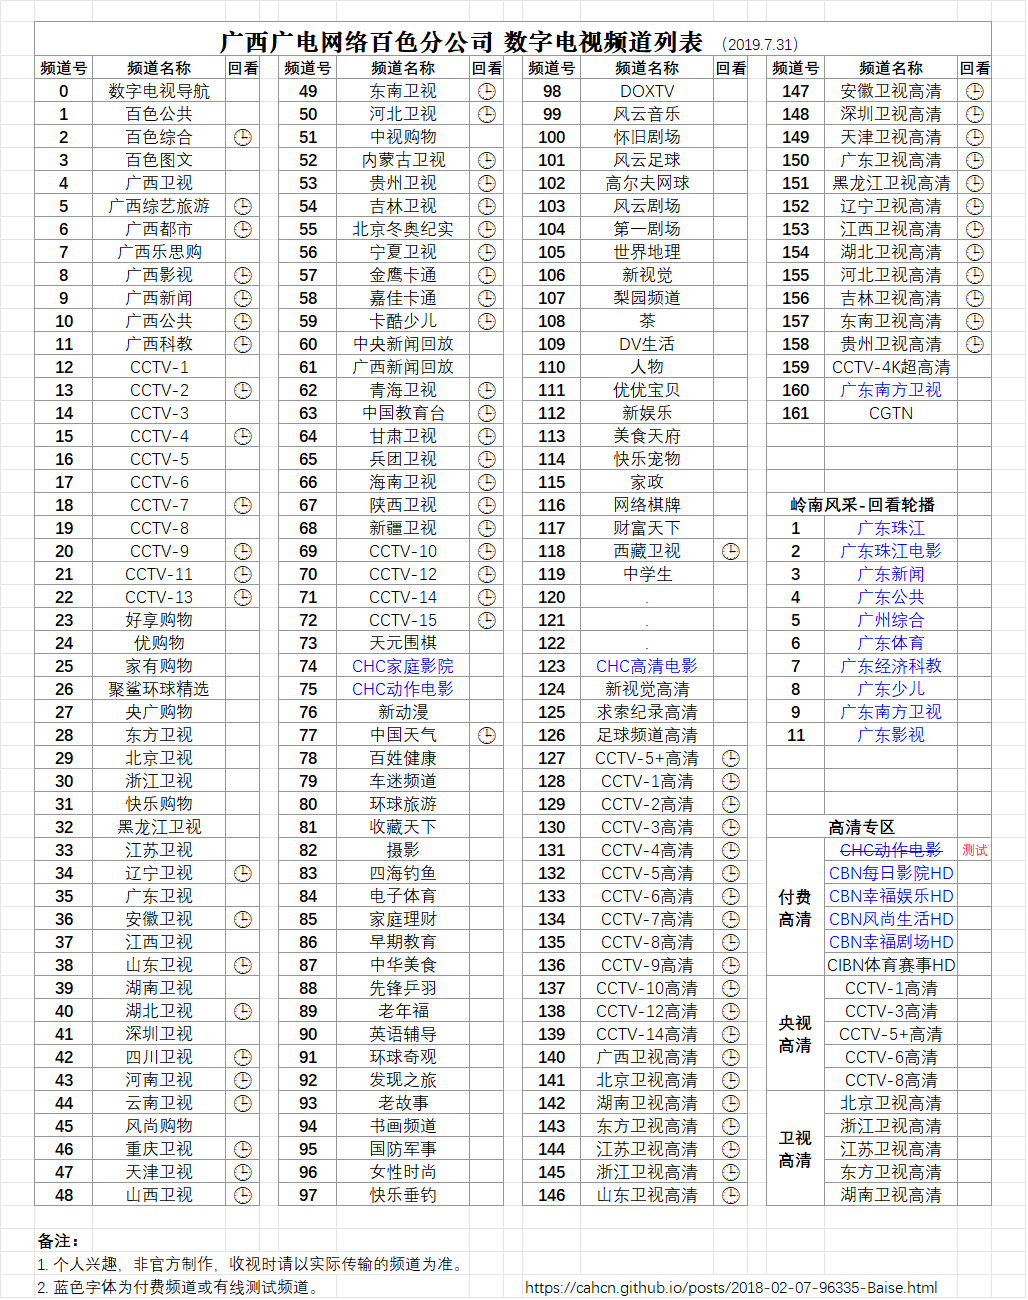 广西广电网络百色分公司 数字电视频道列表 （2019.7.31）
频道号 频道名称 回看 频道号 频道名称 回看 频道号 频道名称 回看 频道号 频道名称 回看
0 数字电视导航 49 东南卫视 98 DOXTV 147 安徽卫视高清
1 百色公共 50 河北卫视 99 风云音乐 148 深圳卫视高清
2 百色综合 51 中视购物 100 怀旧剧场 149 天津卫视高清
3 百色图文 52 内蒙古卫视 101 风云足球 150 广东卫视高清
4 广西卫视 53 贵州卫视 102 高尔夫网球 151 黑龙江卫视高清
5 广西综艺旅游 54 吉林卫视 103 风云剧场 152 辽宁卫视高清
6 广西都市 55 北京冬奥纪实 104 第一剧场 153 江西卫视高清
7 广西乐思购 56 宁夏卫视 105 世界地理 154 湖北卫视高清
8 广西影视 57 金鹰卡通 106 新视觉 155 河北卫视高清
9 广西新闻 58 嘉佳卡通 107 梨园频道 156 吉林卫视高清
10 广西公共 59 卡酷少儿 108 茶 157 东南卫视高清
11 广西科教 60 中央新闻回放 109 DV生活 158 贵州卫视高清
12 CCTV-1 61 广西新闻回放 110 人物 159 CCTV-4K超高清
13 CCTV-2 62 青海卫视 111 优优宝贝 160 广东南方卫视
14 CCTV-3 63 中国教育台 112 新娱乐 161 CGTN
15 CCTV-4 64 甘肃卫视 113 美食天府
16 CCTV-5 65 兵团卫视 114 快乐宠物
17 CCTV-6 66 海南卫视 115 家政
18 CCTV-7 67 陕西卫视 116 网络棋牌 岭南风采-回看轮播
19 CCTV-8 68 新疆卫视 117 财富天下 1 广东珠江
20 CCTV-9 69 CCTV-10 118 西藏卫视 2 广东珠江电影
21 CCTV-11 70 CCTV-12 119 中学生 3 广东新闻
22 CCTV-13 71 CCTV-14 120 . 4 广东公共
23 好享购物 72 CCTV-15 121 . 5 广州综合
24 优购物 73 天元围棋 122 . 6 广东体育
25 家有购物 74 CHC家庭影院 123 CHC高清电影 7 广东经济科教
26 聚鲨环球精选 75 CHC动作电影 124 新视觉高清 8 广东少儿
27 央广购物 76 新动漫 125 求索纪录高清 9 广东南方卫视
28 东方卫视 77 中国天气 126 足球频道高清 11 广东影视
29 北京卫视 78 百姓健康 127 CCTV-5+高清
30 浙江卫视 79 车迷频道 128 CCTV-1高清
31 快乐购物 80 环球旅游 129 CCTV-2高清
32 黑龙江卫视 81 收藏天下 130 CCTV-3高清 高清专区
33 江苏卫视 82 摄影 131 CCTV-4高清 CHC动作电影 测试
34 辽宁卫视 83 四海钓鱼 132 CCTV-5高清 CBN每日影院HD
35 广东卫视 84 电子体育 133 CCTV-6高清 付费高清 CBN幸福娱乐HD
36 安徽卫视 85 家庭理财 134 CCTV-7高清 CBN风尚生活HD
37 江西卫视 86 早期教育 135 CCTV-8高清 CBN幸福剧场HD
38 山东卫视 87 中华美食 136 CCTV-9高清 CIBN体育赛事HD
39 湖南卫视 88 先锋乒羽 137 CCTV-10高清 CCTV-1高清
40 湖北卫视 89 老年福 138 CCTV-12高清 央视高清 CCTV-3高清
41 深圳卫视 90 英语辅导 139 CCTV-14高清 CCTV-5+高清
42 四川卫视 91 环球奇观 140 广西卫视高清 CCTV-6高清
43 河南卫视 92 发现之旅 141 北京卫视高清 CCTV-8高清
44 云南卫视 93 老故事 142 湖南卫视高清 北京卫视高清
45 风尚购物 94 书画频道 143 东方卫视高清 卫视高清 浙江卫视高清
46 重庆卫视 95 国防军事 144 江苏卫视高清 江苏卫视高清
47 天津卫视 96 女性时尚 145 浙江卫视高清 东方卫视高清
48 山西卫视 97 快乐垂钓 146 山东卫视高清 湖南卫视高清
备注：
1. 个人兴趣，非官方制作，收视时请以实际传输的频道为准。
2. 蓝色字体为付费频道或有线测试频道。 https://cahcn.github.io/posts/2018-02-07-96335-Baise.html